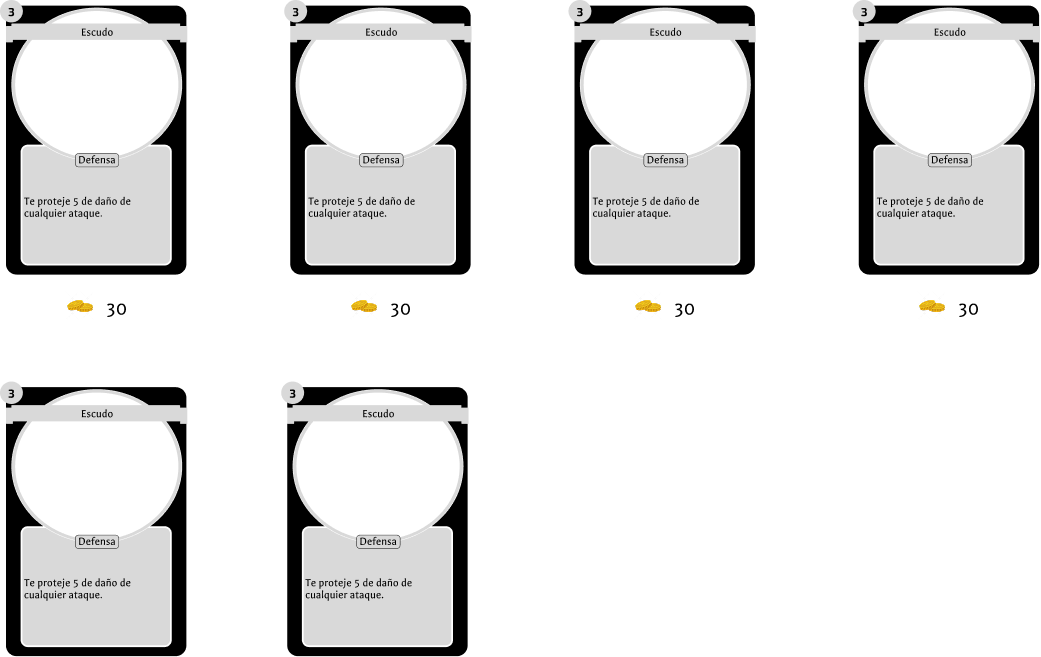 3
Escudo
Defensa
Te proteje 5 de daño de
cualquier ataque.
30
3
Escudo
Defensa
Te proteje 5 de daño de
cualquier ataque.
30
3
Escudo
Defensa
Te proteje 5 de daño de
cualquier ataque.
30
3
Escudo
Defensa
Te proteje 5 de daño de
cualquier ataque.
30
3
Escudo
Defensa
Te proteje 5 de daño de
cualquier ataque.
3
Escudo
Defensa
Te proteje 5 de daño de
cualquier ataque.